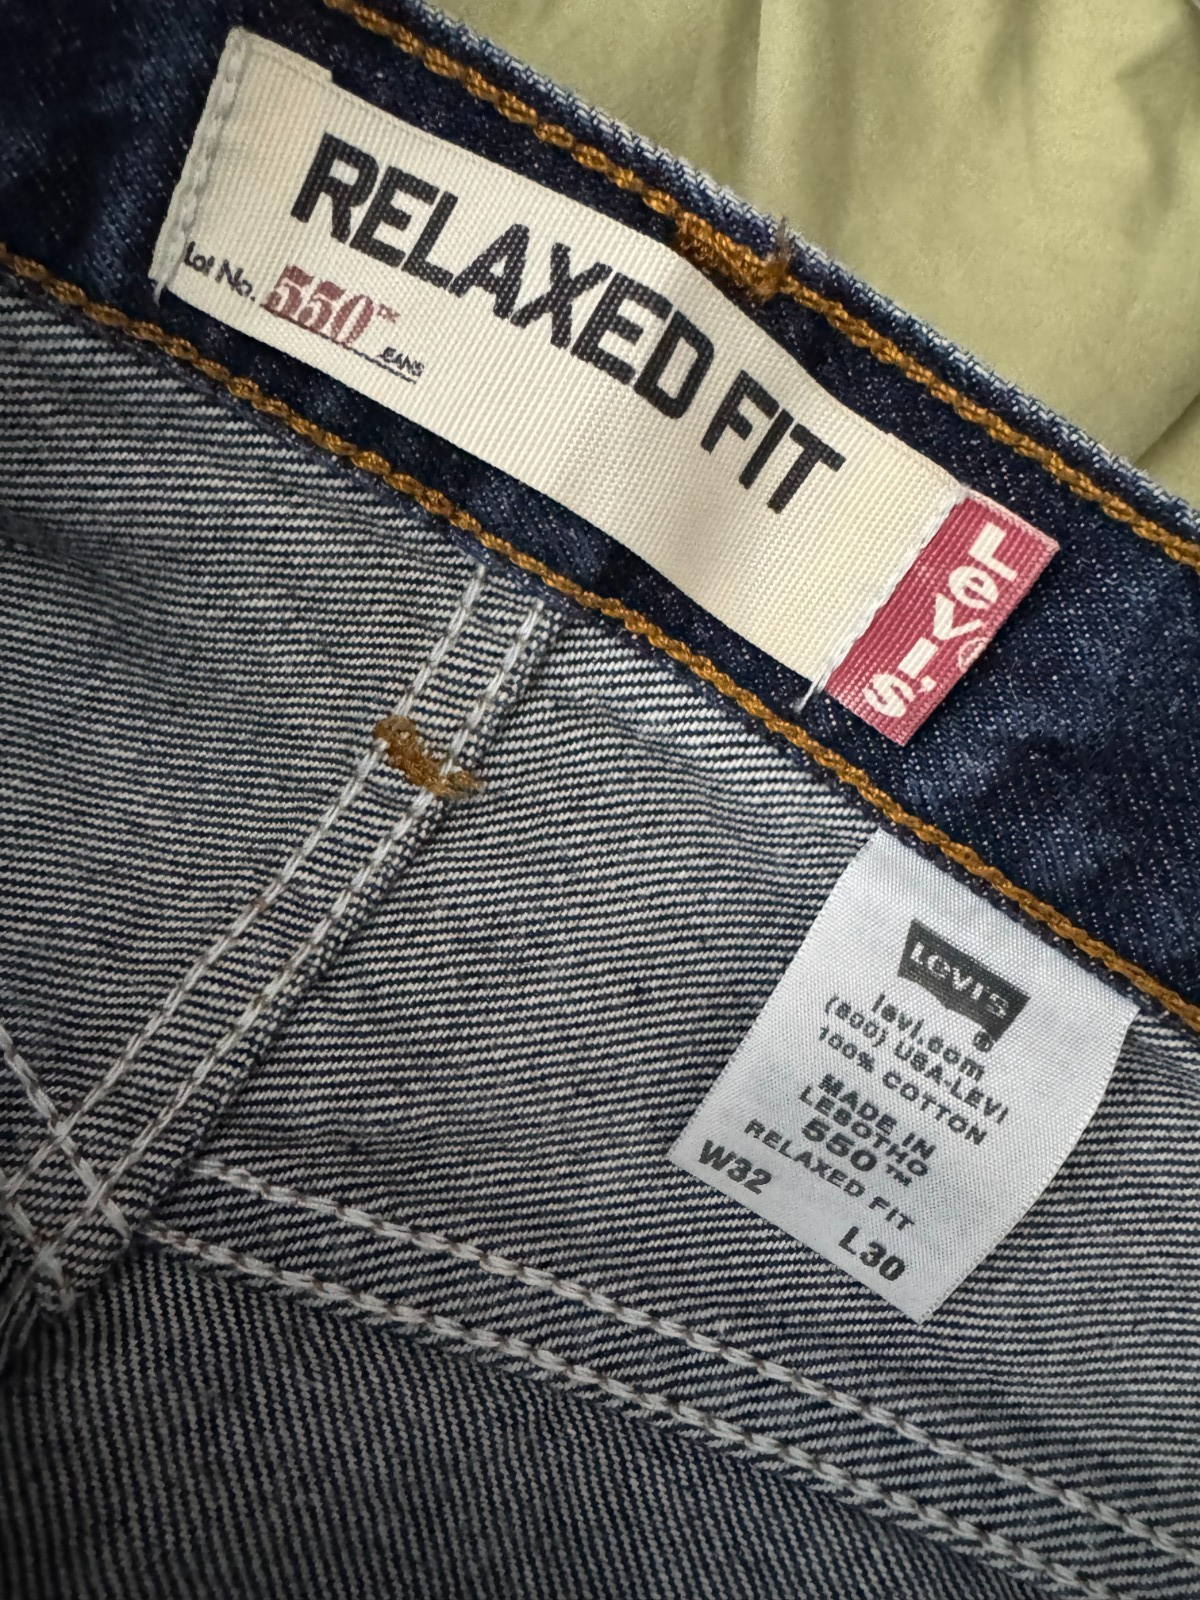 RELAXED FIT
Lot No. 550™
JEANS
Levi's®
Levi's®
levi.com
(800) USA-LEVI
100% COTTON
MADE IN
LESOTHO
550™
RELAXED FIT
W32 L30